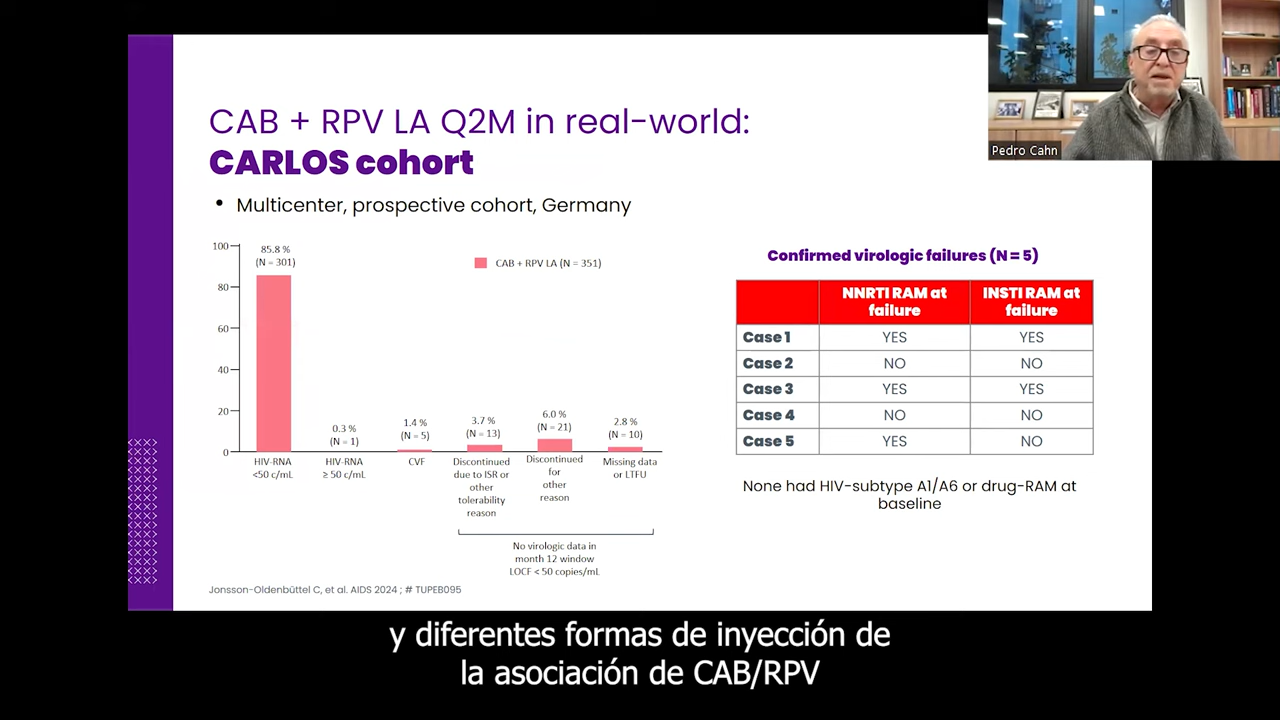 Pedro Cahn
CAB + RPV LA Q2M in real-world:
CARLOS cohort
• Multicenter, prospective cohort, Germany
100
80
60
40
20
0
CAB + RPV LA (N = 351)
85.8 %
(N = 301)
0.3 %
(N = 1)
1.4 %
(N = 5)
3.7 %
(N = 13)
6.0 %
(N = 21)
2.8 %
(N = 10)
HIV-RNA
<50 c/mL
HIV-RNA
≥ 50 c/mL
CVF
Discontinued
due to ISR or
other
tolerability
reason
Discontinued
for
other
reason
Missing data
or LTFU
No virologic data in
month 12 window
LOCF < 50 copies/mL
Confirmed virologic failures (N = 5)
NNRTI RAM at
failure
INSTI RAM at
failure
Case 1 YES YES
Case 2 NO NO
Case 3 YES YES
Case 4 NO NO
Case 5 YES NO
None had HIV-subtype A1/A6 or drug-RAM at
baseline
Jonsson-Oldenbüttel C, et al. AIDS 2024 ; # TUPEB095
y diferentes formas de inyección de
la asociación de CAB/RPV